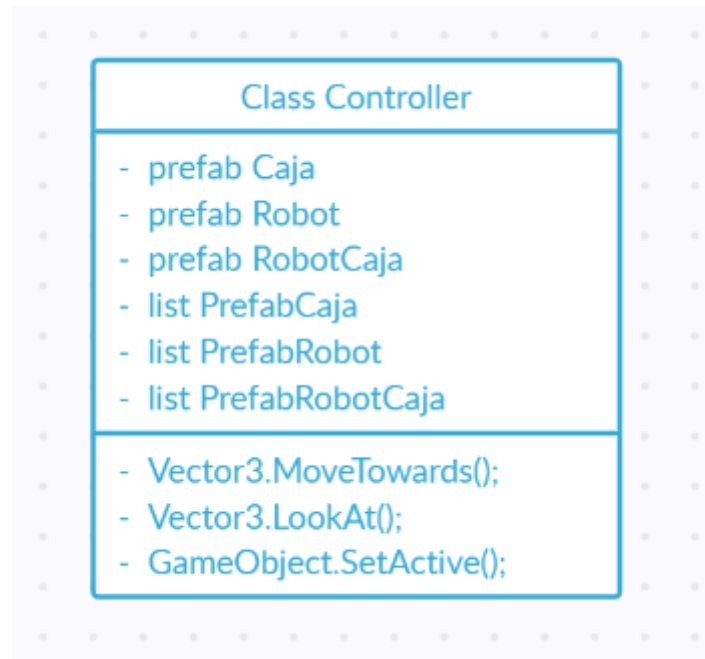 Class Controller
- prefab Caja
- prefab Robot
- prefab RobotCaja
- list PrefabCaja
- list PrefabRobot
- list PrefabRobotCaja
- Vector3.MoveTowards();
- Vector3.LookAt();
- GameObject.SetActive();